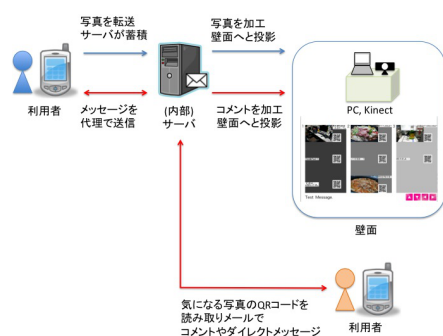 写真を転送
サーバが蓄積
写真を加工
壁面へと投影
利用者
メッセージを
代理で送信
(内部)
サーバ
コメントを加工
壁面へと投影
PC, Kinect
Text Message:
壁面
気になる写真のQRコードを
読み取りメールで
コメントやダイレクトメッセージ
利用者